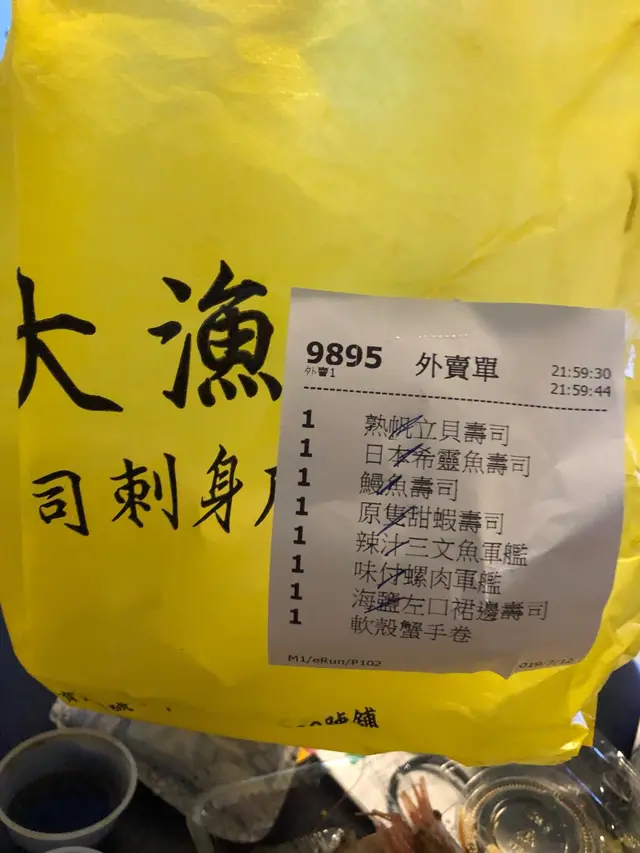 大漁
司刺身
9895 外賣單 21:59:30
外賣1 21:59:44
1 熟帆立貝壽司
1 日本希靈魚壽司
1 鰻魚壽司
1 原隻甜蝦壽司
1 辣汁三文魚軍艦
1 味付螺肉軍艦
1 海鹽左口裙邊壽司
1 軟殼蟹手卷
M1/eRun/P102
號舖